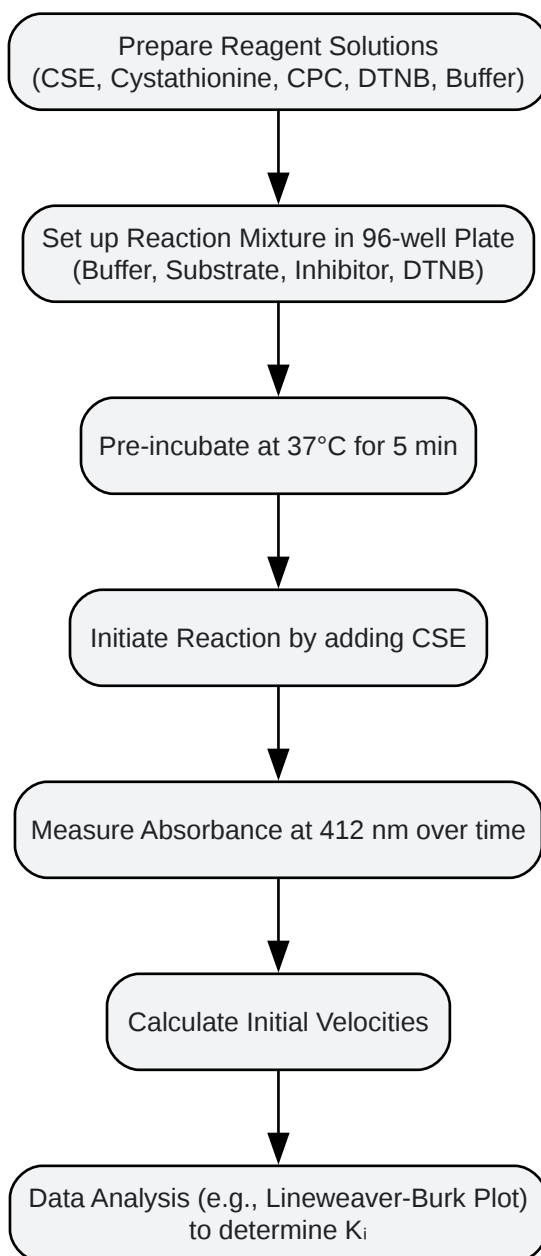 Prepare Reagent Solutions
(CSE, Cystathionine, CPC, DTNB, Buffer)
Set up Reaction Mixture in 96-well Plate
(Buffer, Substrate, Inhibitor, DTNB)
Pre-incubate at 37°C for 5 min
Initiate Reaction by adding CSE
Measure Absorbance at 412 nm over time
Calculate Initial Velocities
Data Analysis (e.g., Lineweaver-Burk Plot)
to determine Kᵢ